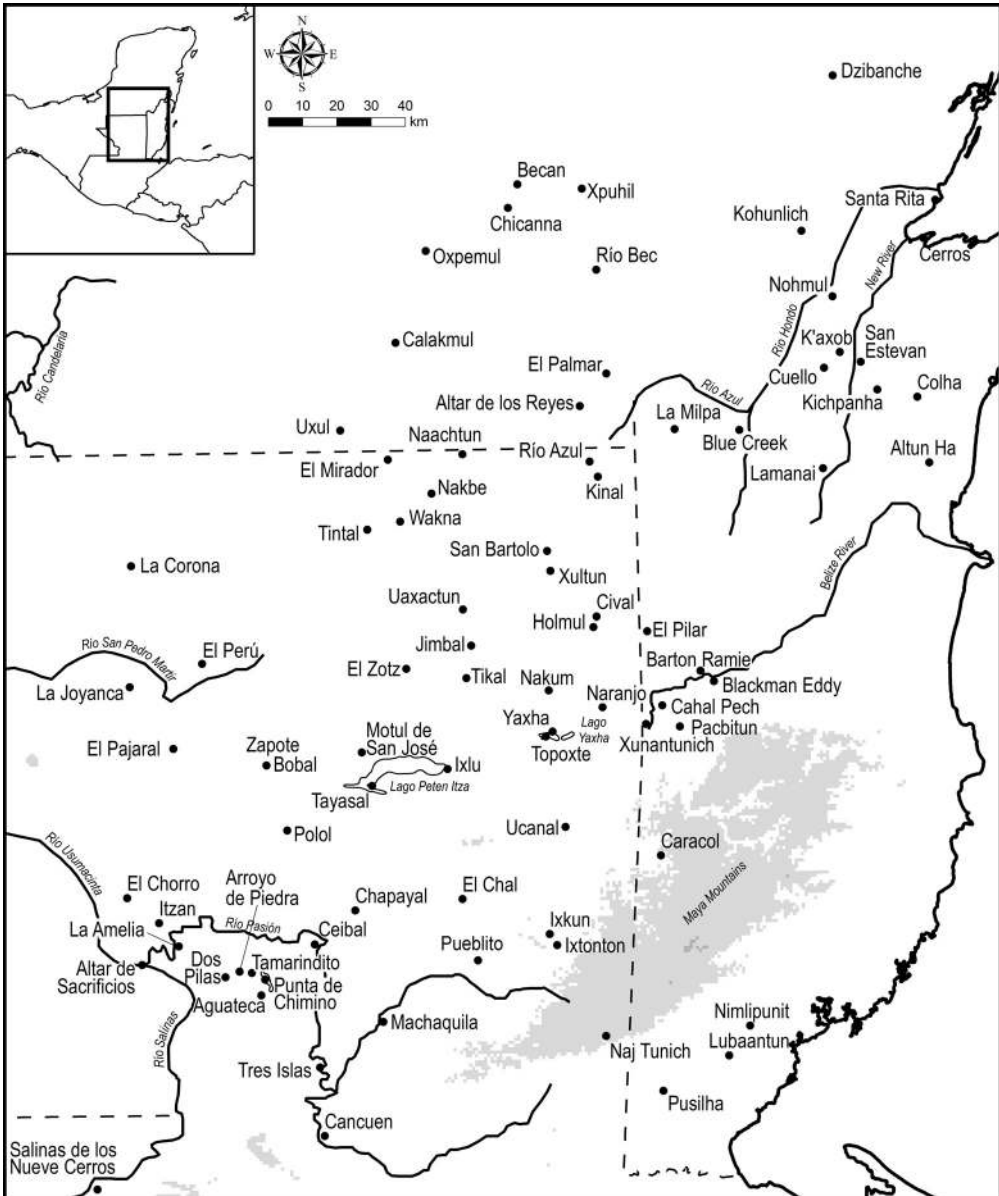 N
W E
S
0 10 20 30 40
km
Dzibanche
Becan
Xpuhil
Chicanna
Santa Rita
Kohunlich
Oxpemul
Río Bec
Cerros
New River
Nohmul
Río Hondo
Río Candelaria
Calakmul
K'axob
San
Estevan
El Palmar
Cuello
Río Azul
Kichpanha
Colha
Altar de los Reyes
La Milpa
Uxul
Naachtun
Blue Creek
Río Azul
Altun Ha
El Mirador
Lamanai
Kinal
Nakbe
Wakna
Tintal
San Bartolo
Belize River
La Corona
Xultun
Uaxactun
Cival
Holmul
El Pilar
Rio San Pedro Martir
El Perú
Jimbal
El Zotz
Barton Ramie
Tikal
Nakum
Blackman Eddy
La Joyanca
Naranjo
Cahal Pech
Yaxha
Lago
Yaxha
Pacbitun
Motul de
San José
El Pajaral
Zapote
Bobal
Topoxte
Xunantunich
Ixlu
Lago Peten Itza
Tayasal
Ucanal
Polol
Caracol
Río Usumacinta
Maya Mountains
El Chorro
Arroyo
de Piedra
Chapayal
El Chal
Itzan
Río Pasión
Ixkun
La Amelia
Ceibal
Ixtonton
Pueblito
Altar de
Sacrificios
Dos
Pilas
Tamarindito
Punta de
Chimino
Aguateca
Nimlipunit
Machaquila
Río Salinas
Lubaantun
Naj Tunich
Tres Islas
Pusilha
Cancuen
Salinas de los
Nueve Cerros